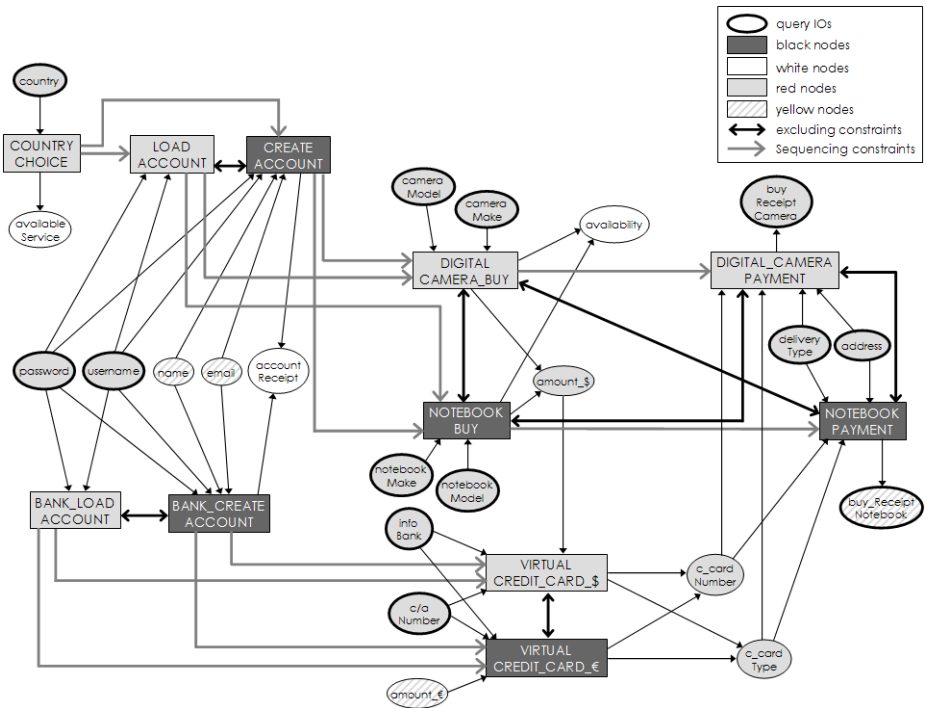 query IOs
black nodes
white nodes
red nodes
yellow nodes
excluding constraints
Sequencing constraints
country
COUNTRY
CHOICE
LOAD
ACCOUNT
CREATE
ACCOUNT
available
Service
camera
Model
camera
Make
availability
buy
Receipt
Camera
DIGITAL
CAMERA_BUY
DIGITAL_CAMERA
PAYMENT
delivery
Type
address
password
username
name
email
account
Receipt
amount_$
NOTEBOOK
BUY
NOTEBOOK
PAYMENT
notebook
Make
notebook
Model
buy_Receipt
Notebook
BANK_LOAD
ACCOUNT
BANK_CREATE
ACCOUNT
info
Bank
VIRTUAL
CREDIT_CARD_$
c_card
Number
c/a
Number
VIRTUAL
CREDIT_CARD_€
c_card
Type
amount_€